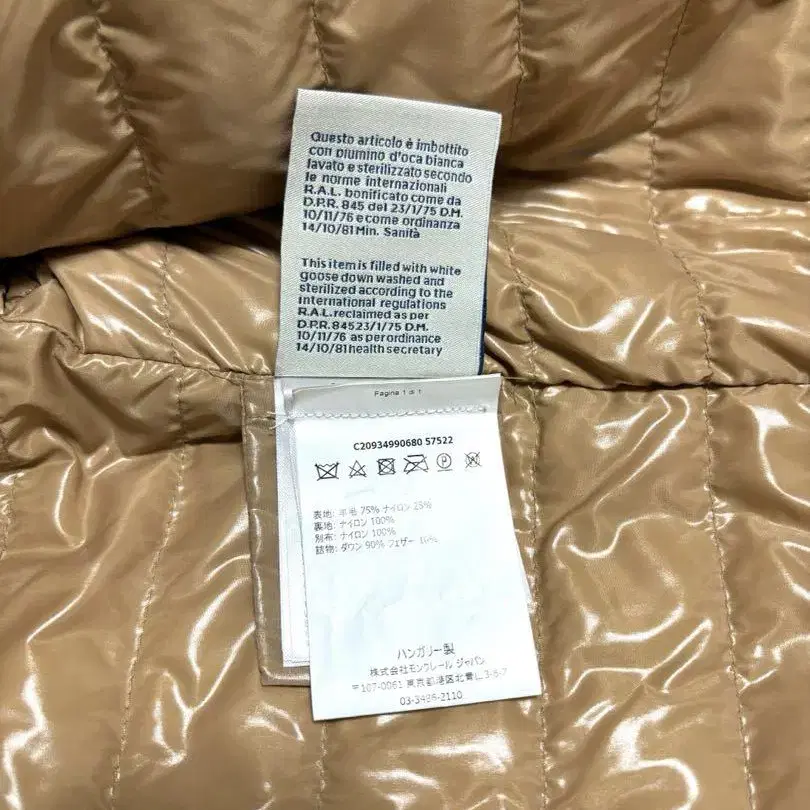 Questo articolo è imbottito
con piumino d'oca bianca
lavato e sterilizzato secondo
le norme internazionali
R.A.L. bonificato come da
D.P.R. 845 del 23/1/75 D.M.
10/11/76 e come ordinanza
14/10/81 Min. Sanità
This item is filled with white
goose down washed and
sterilized according to the
international regulations
R.A.L. reclaimed as per
D.P.R. 84523/1/75 D.M.
10/11/76 as per ordinance
14/10/81 health secretary
Pagina 1 di 1
C20934990680 57522
表地: 羊毛 75% ナイロン 25%
裏地: ナイロン 100%
別布: ナイロン 100%
詰物: ダウン 90% フェザー 10%
ハンガリー製
株式会社モンクレール ジャパン
〒107-0061 東京都港区北青山 3-6-7
03-3486-2110